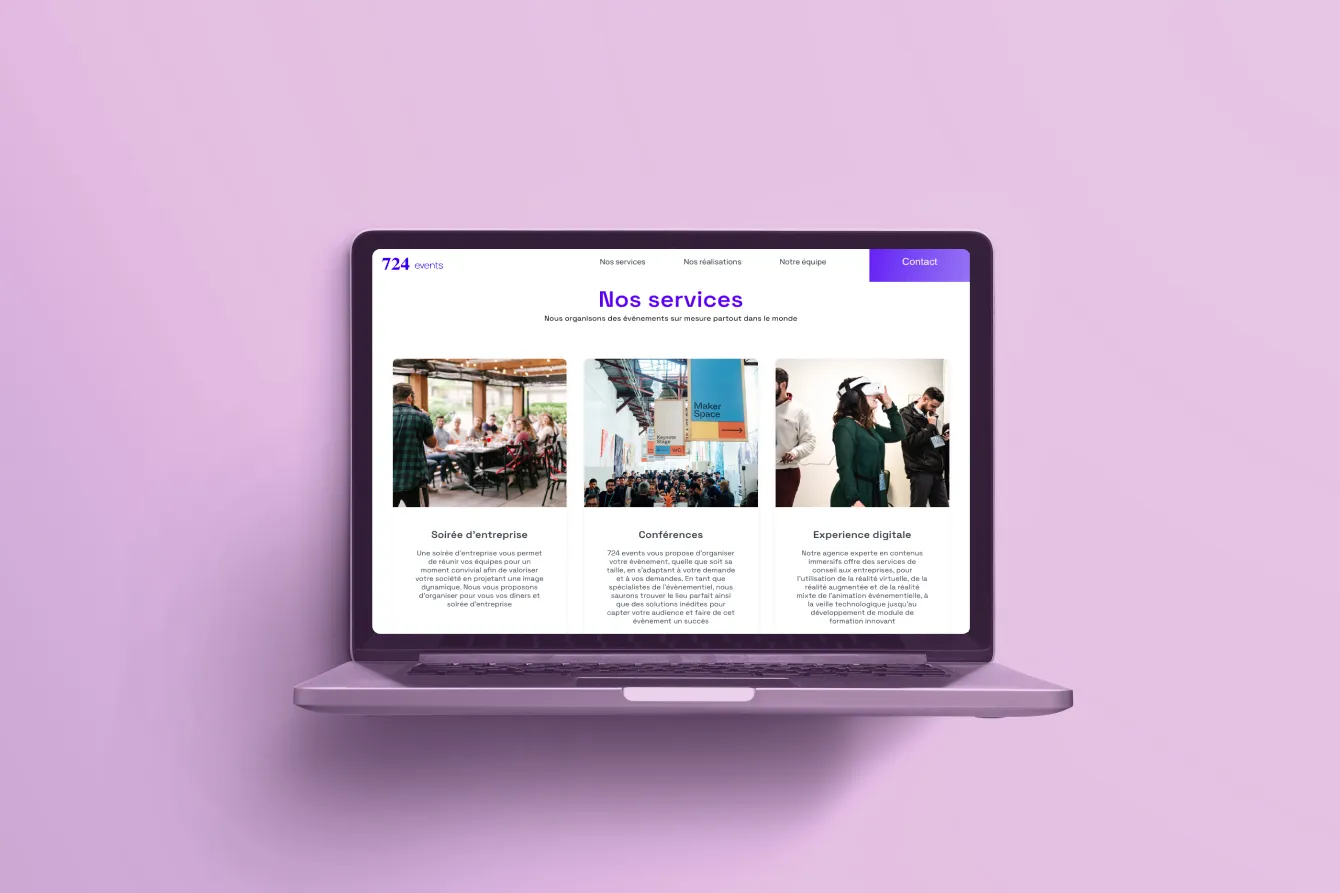 724 events
Nos services
Nos réalisations
Notre équipe
Contact
Nos services
Nous organisons des événements sur mesure partout dans le monde
Maker
Space
Keynote
Stage
Soirée d'entreprise
Une soirée d'entreprise vous permet
de réunir vos équipes pour un
moment convivial afin de valoriser
votre société en projetant une image
dynamique. Nous vous proposons
d'organiser pour vous vos diners et
soirée d'entreprise
Conférences
724 events vous propose d'organiser
votre évènement, quelle que soit sa
taille, en s'adaptant à votre demande
et à vos demandes. En tant que
spécialistes de l'évènementiel, nous
saurons trouver le lieu parfait ainsi
que des solutions inédites pour
capter votre audience et faire de cet
évènement un succès
Experience digitale
Notre agence experte en contenus
immersifs offre des services de
conseil aux entreprises, pour
l'utilisation de la réalité virtuelle, de la
réalité augmentée et de la réalité
mixte de l'animation événementielle, à
la veille technologique jusqu'au
développement de module de
formation innovant